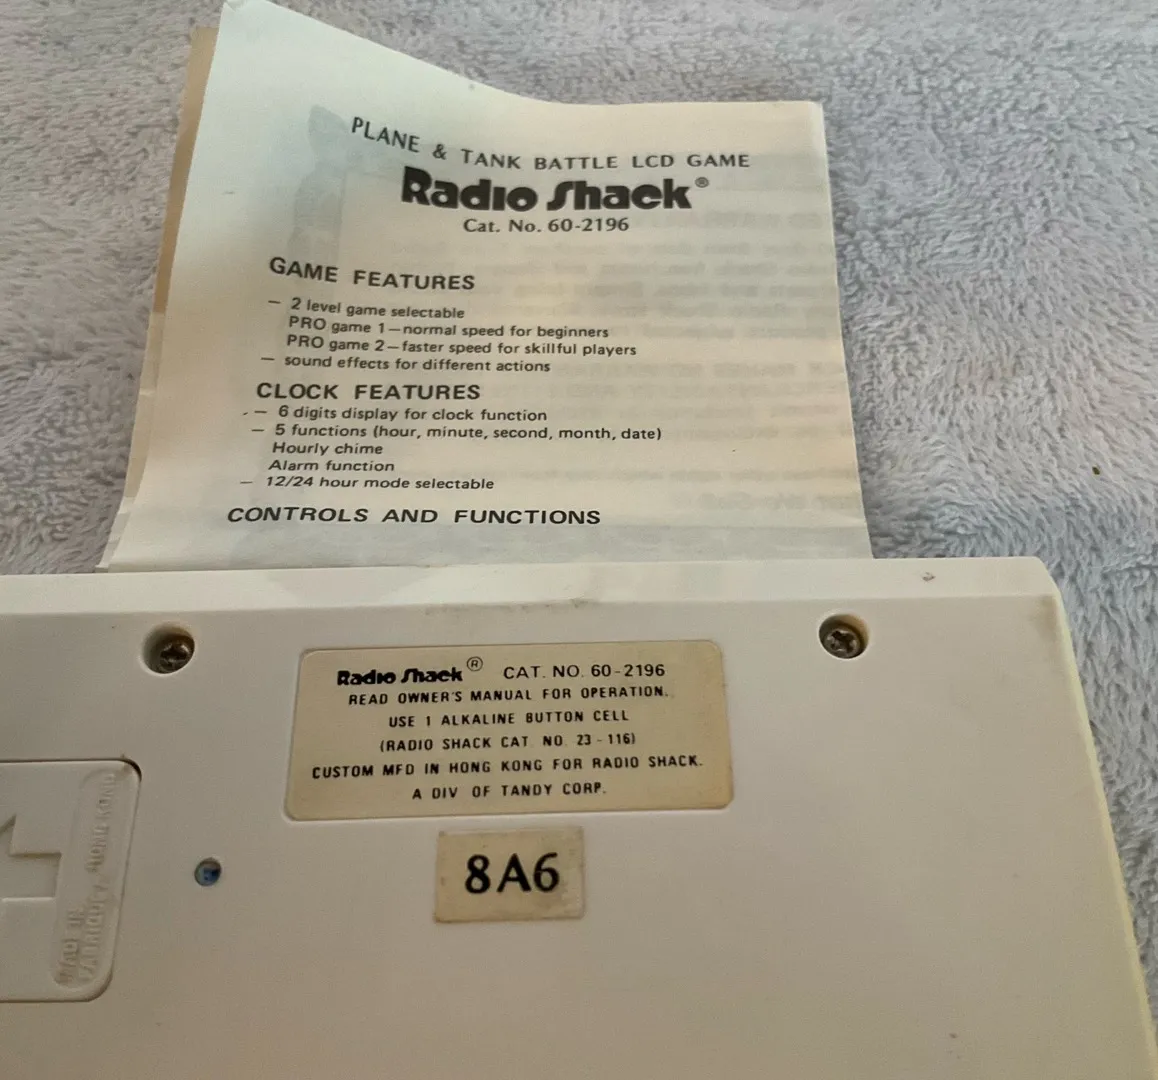 PLANE & TANK BATTLE LCD GAME
Radio Shack®
Cat. No. 60-2196
GAME FEATURES
— 2 level game selectable
PRO game 1—normal speed for beginners
PRO game 2—faster speed for skillful players
— sound effects for different actions
CLOCK FEATURES
— 6 digits display for clock function
— 5 functions (hour, minute, second, month, date)
Hourly chime
Alarm function
— 12/24 hour mode selectable
CONTROLS AND FUNCTIONS
Radio Shack® CAT. NO. 60-2196
READ OWNER'S MANUAL FOR OPERATION.
USE 1 ALKALINE BUTTON CELL
(RADIO SHACK CAT. NO. 23-116)
CUSTOM MFD IN HONG KONG FOR RADIO SHACK.
A DIV OF TANDY CORP.
8A6
MADE IN
HONG KONG